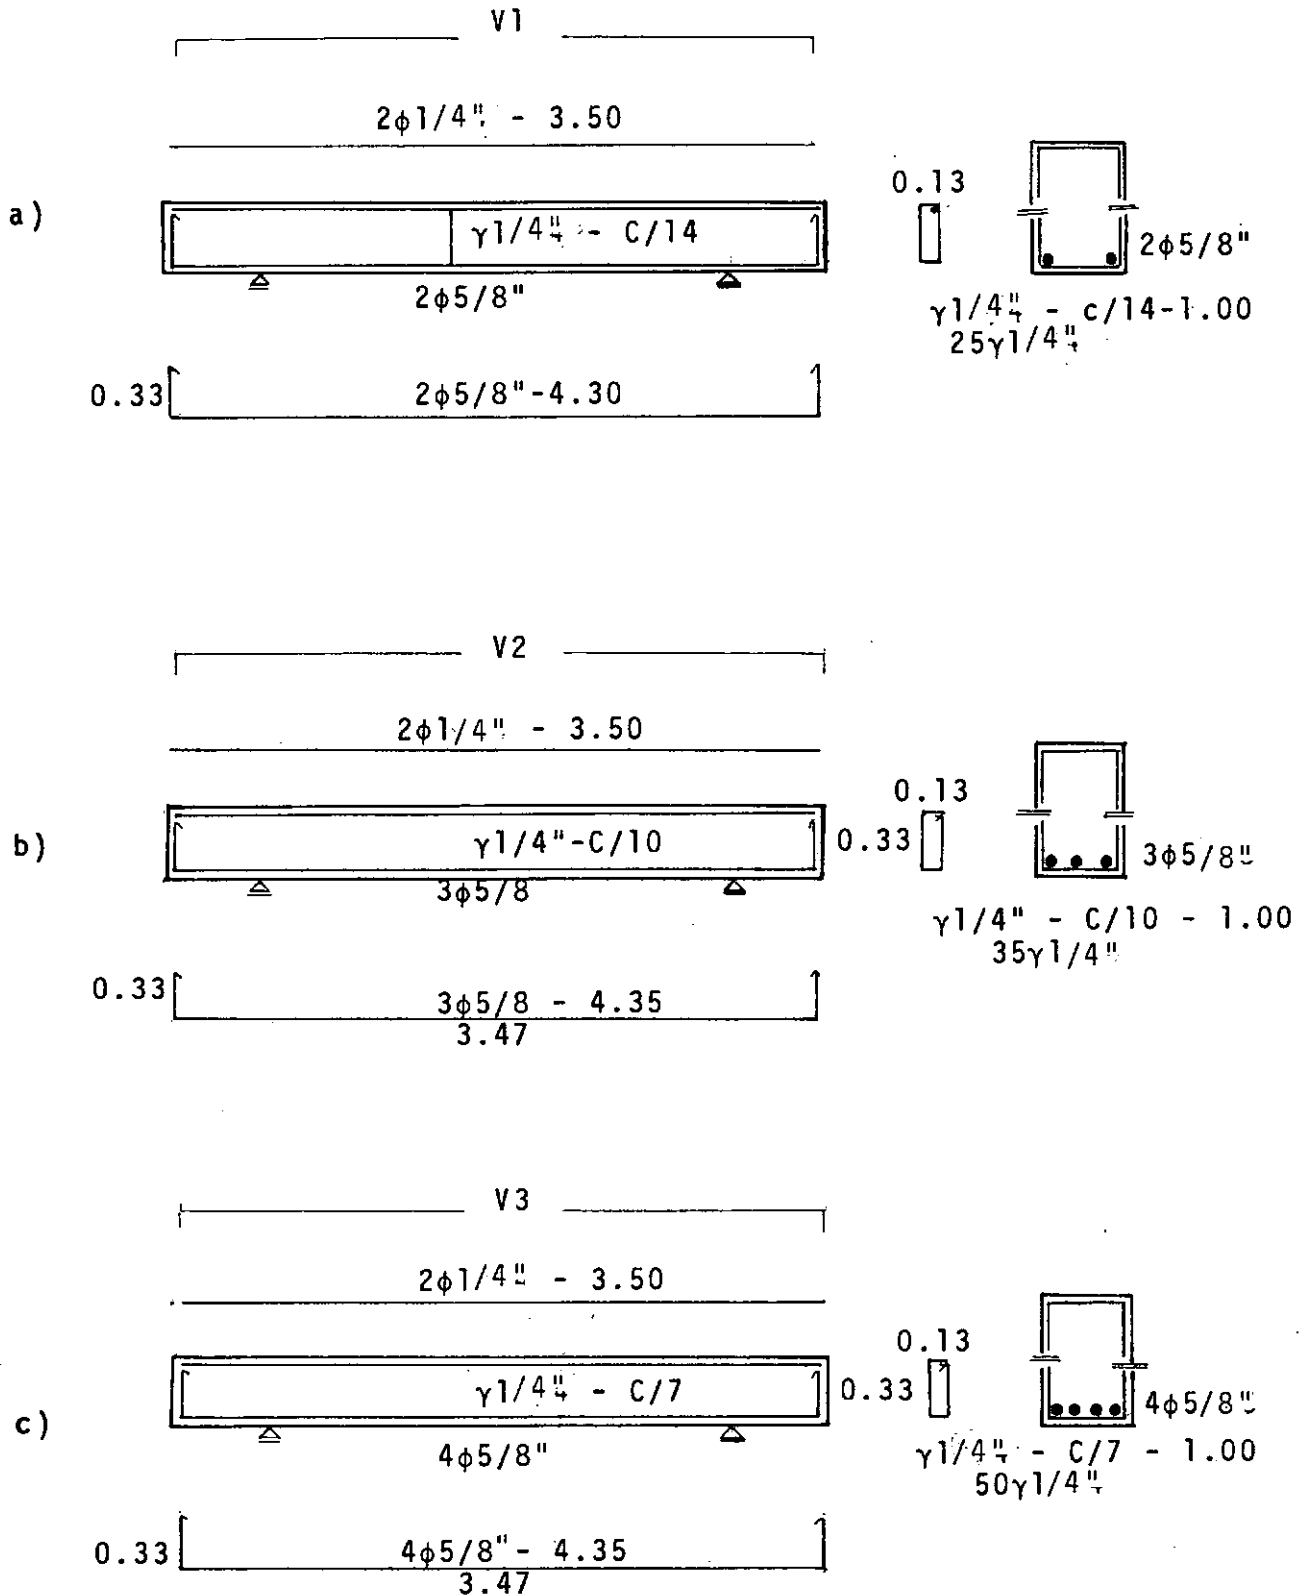 V1
2φ1/4" - 3.50
a)
γ1/4" - C/14
2φ5/8"
0.13
2φ5/8"
γ1/4" - c/14-1.00
25γ1/4"
0.33
2φ5/8"-4.30
V2
2φ1/4" - 3.50
b)
γ1/4"-C/10
3φ5/8
0.13
0.33
3φ5/8"
γ1/4" - C/10 - 1.00
35γ1/4"
0.33
3φ5/8 - 4.35
3.47
V3
2φ1/4" - 3.50
c)
γ1/4" - C/7
4φ5/8"
0.13
0.33
4φ5/8"
γ1/4" - C/7 - 1.00
50γ1/4"
0.33
4φ5/8"- 4.35
3.47